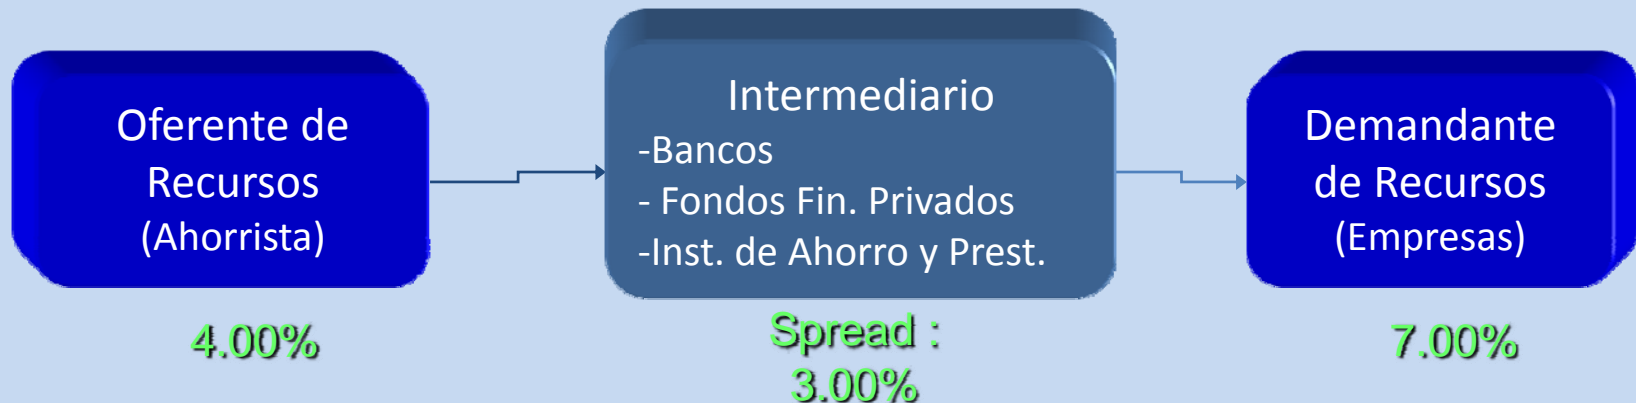 Oferente de
Recursos
(Ahorrista)
Intermediario
-Bancos
- Fondos Fin. Privados
-Inst. de Ahorro y Prest.
Demandante
de Recursos
(Empresas)
4.00%
Spread :
3.00%
7.00%